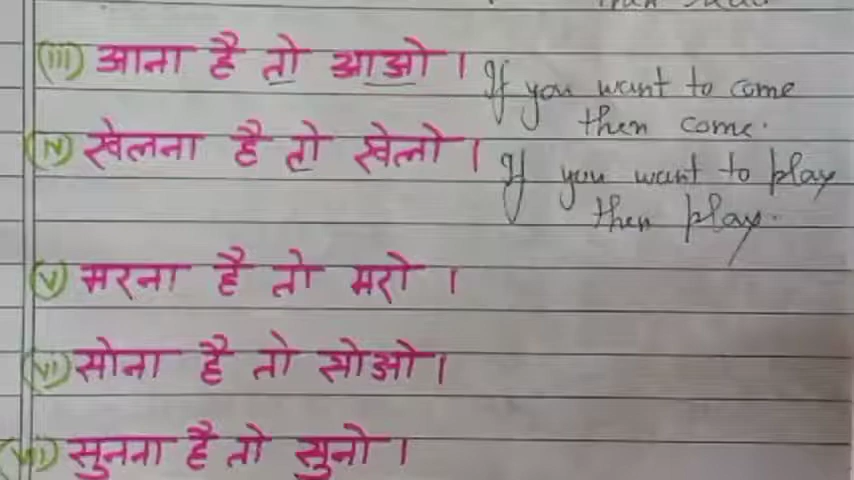 (iii) आना है तो आओ । If you want to come
then come.
(iv) खेलना है तो खेलो । If you want to play
then play.
(v) मरना है तो मरो ।
(vi) सोना है तो सोओ ।
(vii) सुनना है तो सुनो ।